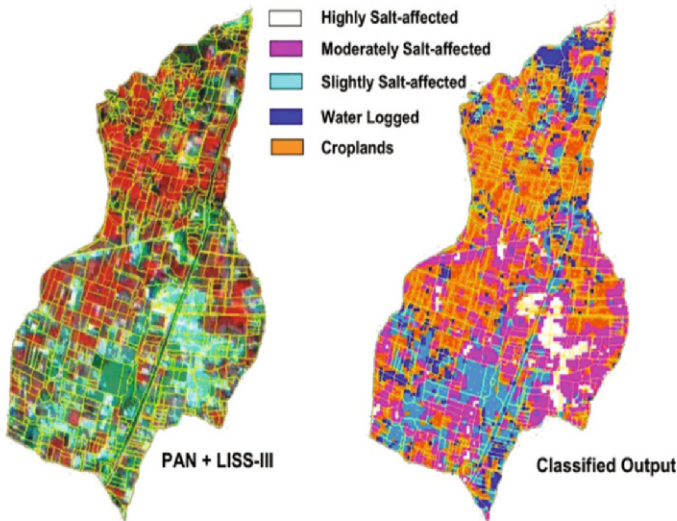 Highly Salt-affected
Moderately Salt-affected
Slightly Salt-affected
Water Logged
Croplands
PAN + LISS-III
Classified Output